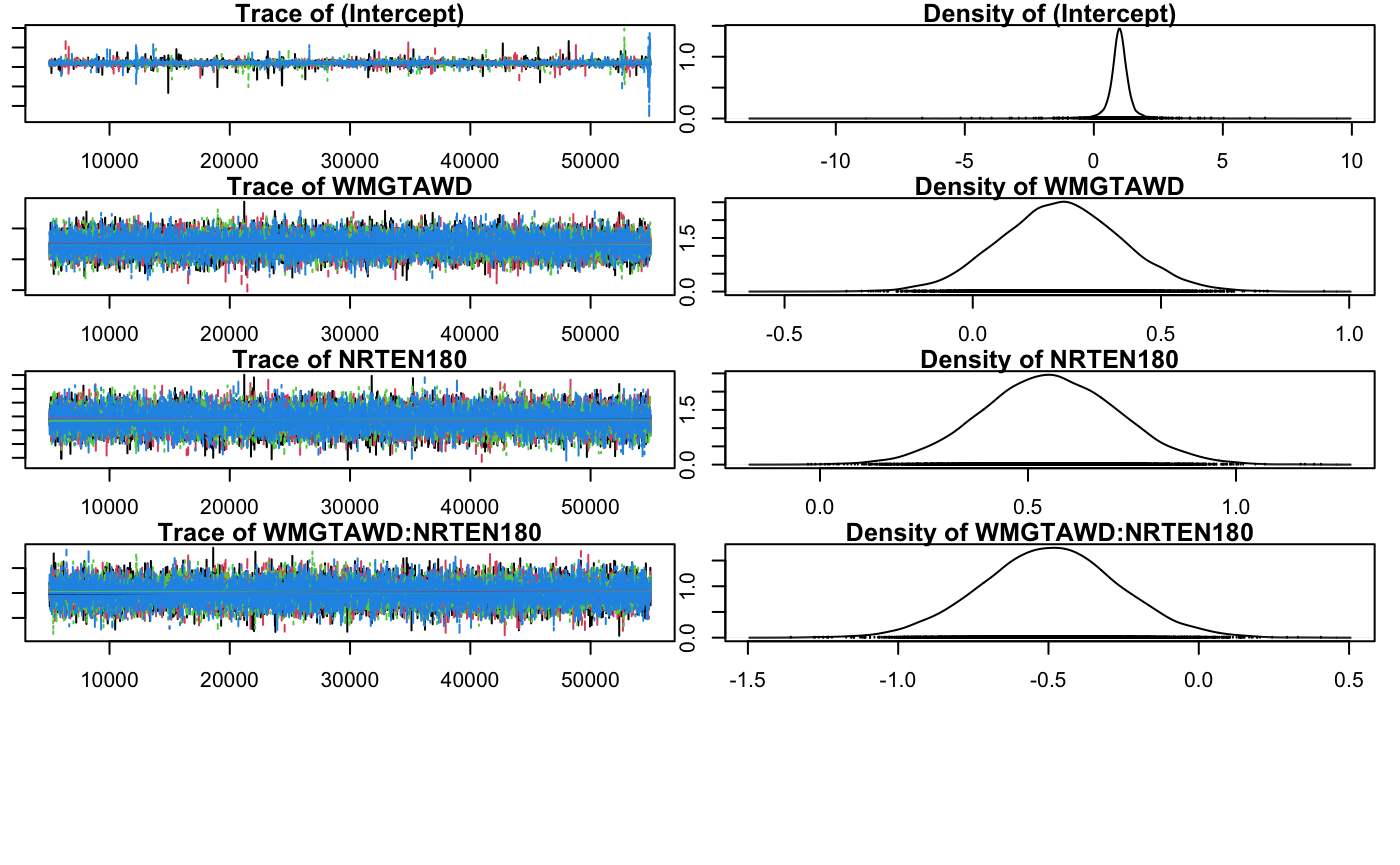 Trace of (Intercept)
10000 20000 30000 40000 50000
Density of (Intercept)
0.0 1.0
-10 -5 0 5 10
Trace of WMGTAWD
10000 20000 30000 40000 50000
Density of WMGTAWD
0.0 1.5
-0.5 0.0 0.5 1.0
Trace of NRTEN180
10000 20000 30000 40000 50000
Density of NRTEN180
0.0 1.5
0.0 0.5 1.0
Trace of WMGTAWD:NRTEN180
10000 20000 30000 40000 50000
Density of WMGTAWD:NRTEN180
0.0 1.0
-1.5 -1.0 -0.5 0.0 0.5